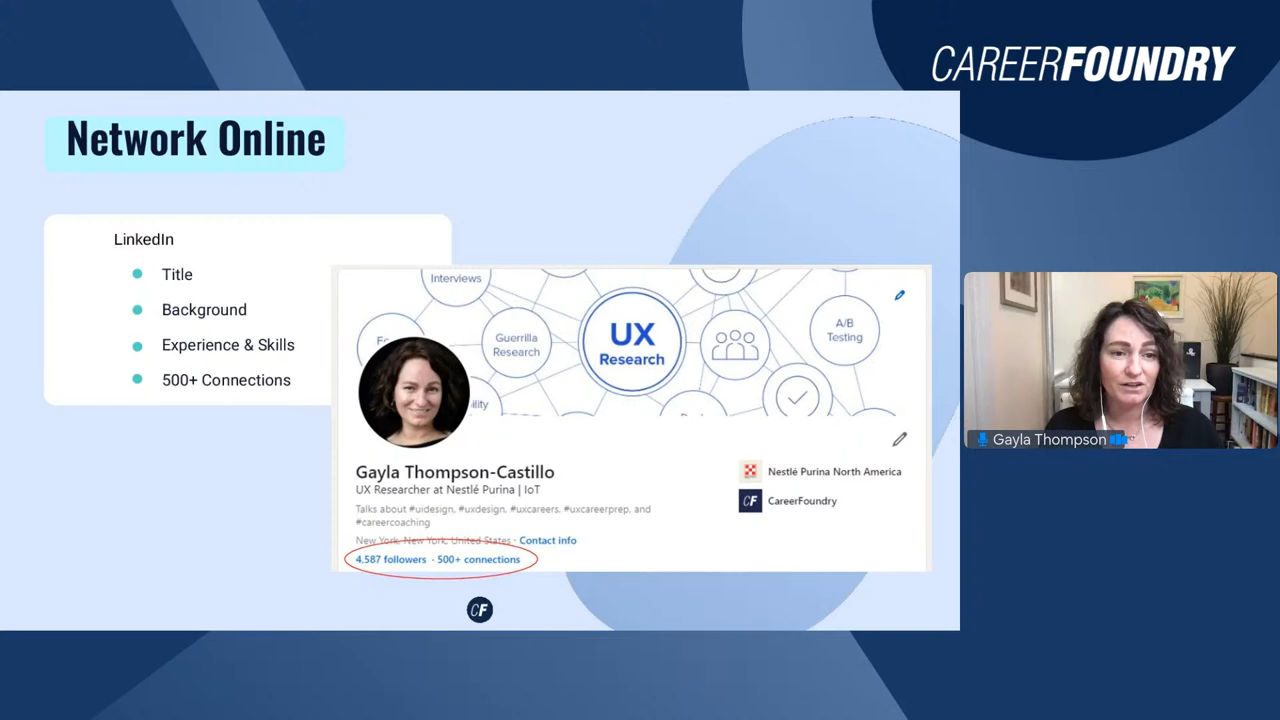 CAREERFOUNDRY
Network Online
LinkedIn
Title
Background
Experience & Skills
500+ Connections
Interviews
Guerrilla
Research
UX
Research
A/B
Testing
Gayla Thompson-Castillo
UX Researcher at Nestlé Purina | IoT
Talks about #uidesign, #uxdesign, #uxcareers, #uxcareerprep, and
#careercoaching
New York, New York, United States · Contact info
4,587 followers · 500+ connections
Nestlé Purina North America
CF CareerFoundry
Gayla Thompson
CF